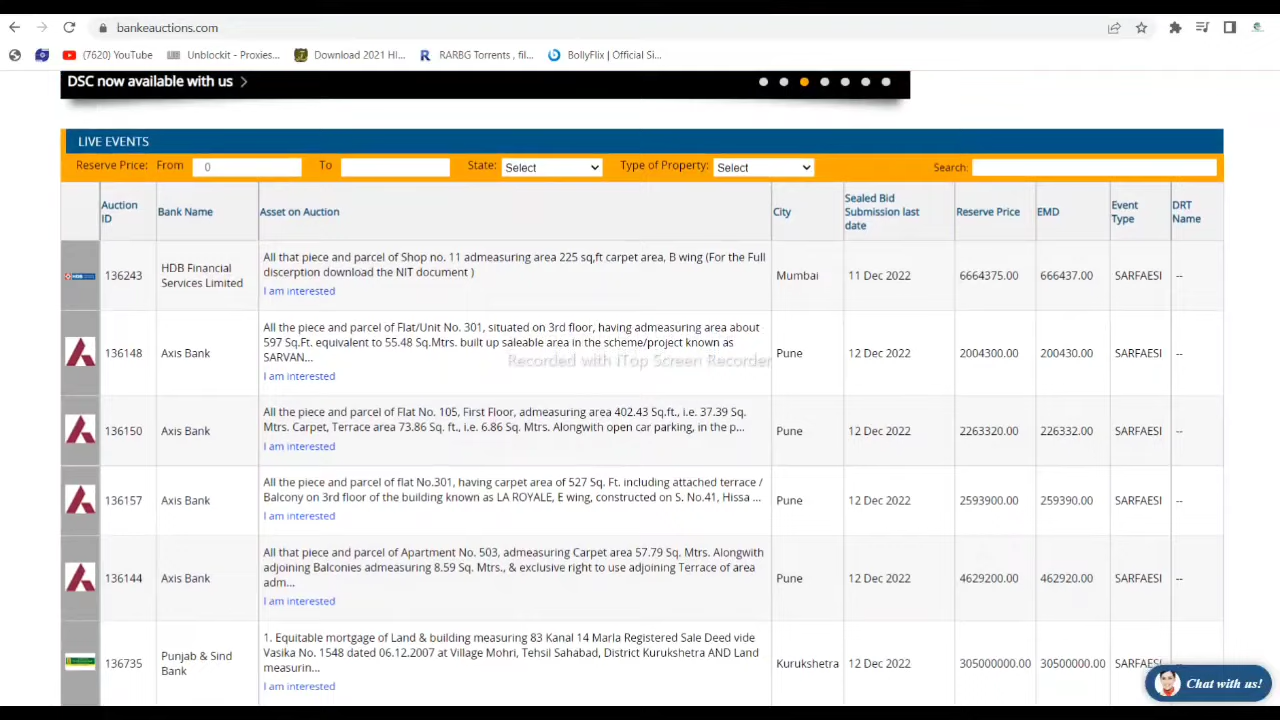 bankeauctions.com
(7620) YouTube Unblockit - Proxies... Download 2021 Hi... RARBG Torrents , fil... BollyFlix | Official Si...
DSC now available with us >
LIVE EVENTS
Reserve Price: From 0 To State: Select Type of Property: Select Search:
Auction ID Bank Name Asset on Auction City Sealed Bid Submission last date Reserve Price EMD Event Type DRT Name
136243 HDB Financial Services Limited
All that piece and parcel of Shop no. 11 admeasuring area 225 sq,ft carpet area, B wing (For the Full
discerption download the NIT document )
I am interested
Mumbai 11 Dec 2022 6664375.00 666437.00 SARFAESI --
136148 Axis Bank
All the piece and parcel of Flat/Unit No. 301, situated on 3rd floor, having admeasuring area about
597 Sq.Ft. equivalent to 55.48 Sq.Mtrs. built up saleable area in the scheme/project known as
SARVAN...
I am interested
Pune 12 Dec 2022 2004300.00 200430.00 SARFAESI --
Recorded with iTop Screen Recorder
136150 Axis Bank
All the piece and parcel of Flat No. 105, First Floor, admeasuring area 402.43 Sq.ft., i.e. 37.39 Sq.
Mtrs. Carpet, Terrace area 73.86 Sq. ft., i.e. 6.86 Sq. Mtrs. Alongwith open car parking, in the p...
I am interested
Pune 12 Dec 2022 2263320.00 226332.00 SARFAESI --
136157 Axis Bank
All the piece and parcel of flat No.301, having carpet area of 527 Sq. Ft. including attached terrace /
Balcony on 3rd floor of the building known as LA ROYALE, E wing, constructed on S. No.41, Hissa ...
I am interested
Pune 12 Dec 2022 2593900.00 259390.00 SARFAESI --
136144 Axis Bank
All that piece and parcel of Apartment No. 503, admeasuring Carpet area 57.79 Sq. Mtrs. Alongwith
adjoining Balconies admeasuring 8.59 Sq. Mtrs., & exclusive right to use adjoining Terrace of area
adm...
I am interested
Pune 12 Dec 2022 4629200.00 462920.00 SARFAESI --
136735 Punjab & Sind Bank
1. Equitable mortgage of Land & building measuring 83 Kanal 14 Marla Registered Sale Deed vide
Vasika No. 1548 dated 06.12.2007 at Village Mohri, Tehsil Sahabad, District Kurukshetra AND Land
measurin...
I am interested
Kurukshetra 12 Dec 2022 305000000.00 30500000.00 SARFAESI --
Chat with us!